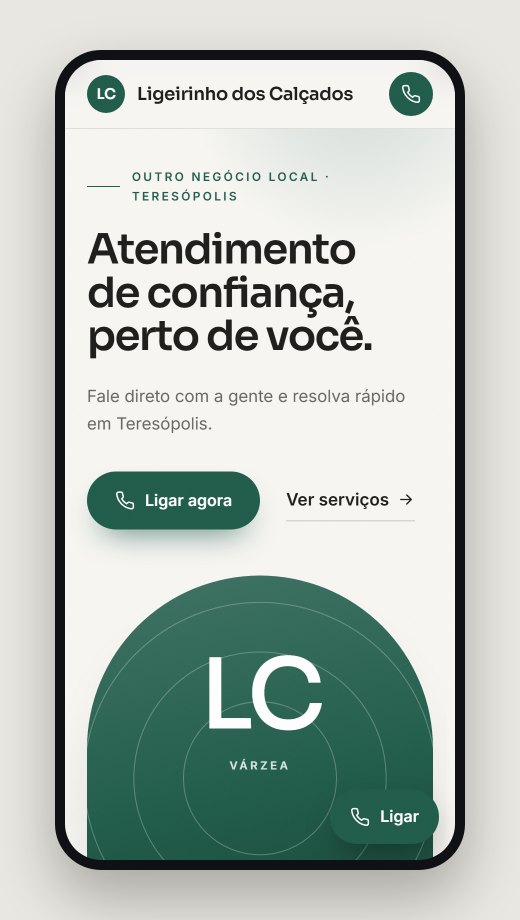 LC
Ligeirinho dos Calçados
OUTRO NEGÓCIO LOCAL ·
TERESÓPOLIS
Atendimento
de confiança,
perto de você.
Fale direto com a gente e resolva rápido
em Teresópolis.
Ligar agora
Ver serviços →
LC
VÁRZEA
Ligar